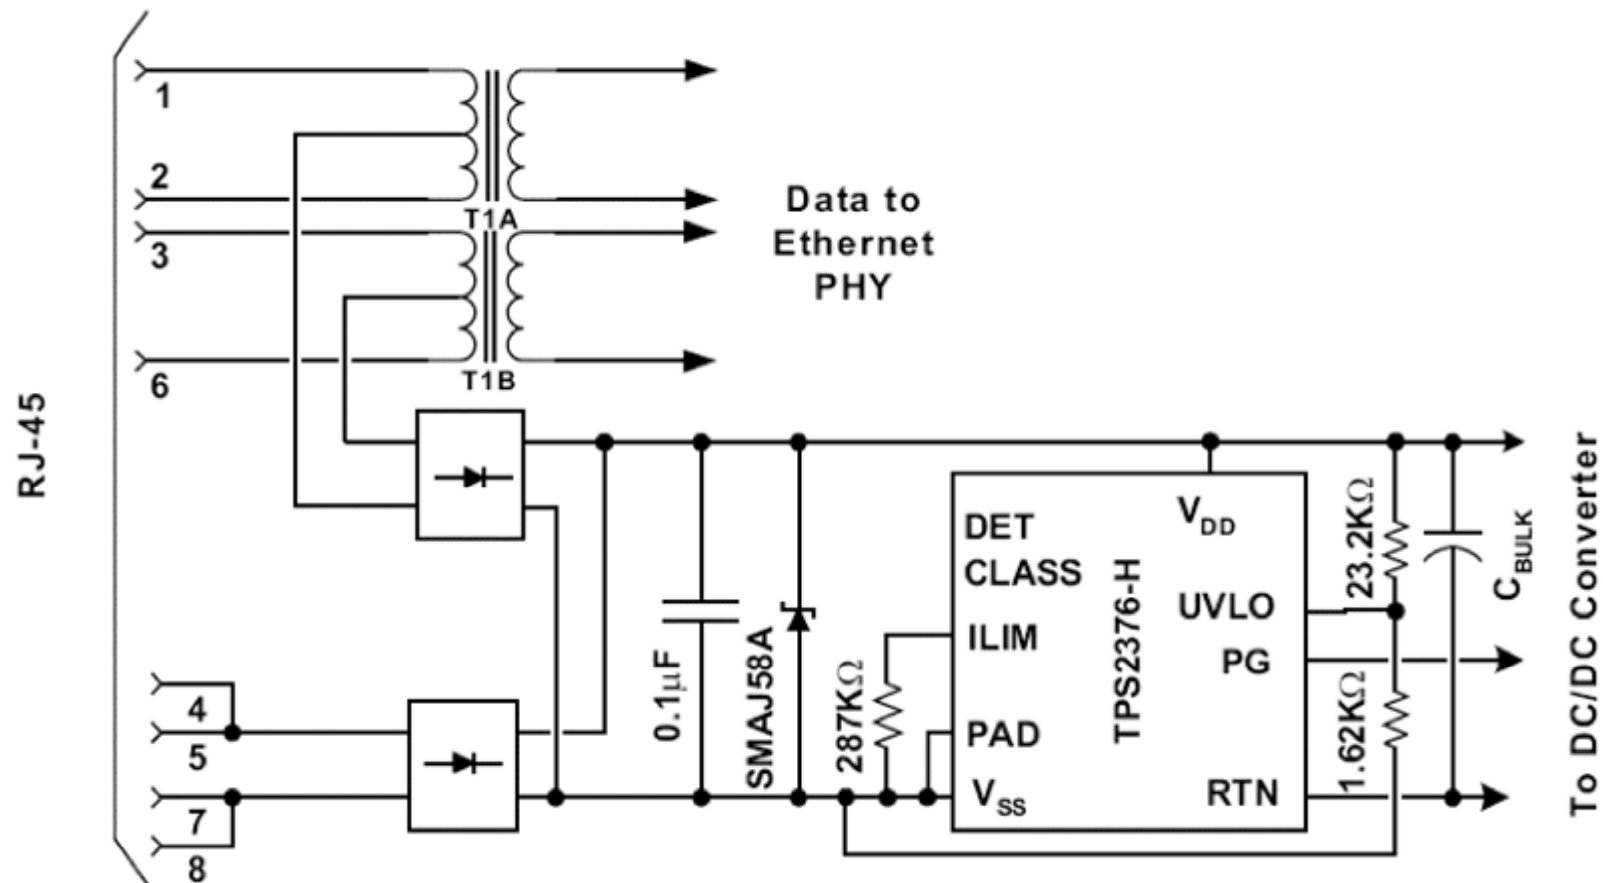 1
2
T1A
3
Data to
Ethernet
PHY
6
T1B
RJ-45
4
5
7
8
0.1µF
SMAJ58A
287KΩ
DET
CLASS
ILIM
PAD
VSS
TPS2376-H
VDD
UVLO
PG
RTN
23.2KΩ
1.62KΩ
CBULK
To DC/DC Converter